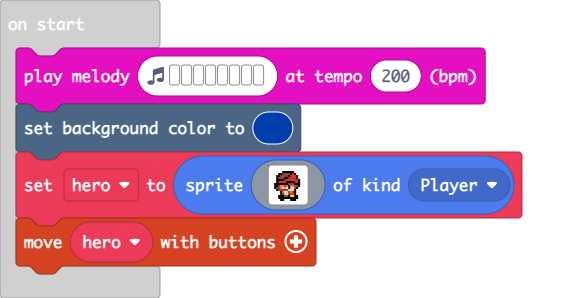 on start
play melody at tempo 200 (bpm)
set background color to
set hero to sprite of kind Player
move hero with buttons